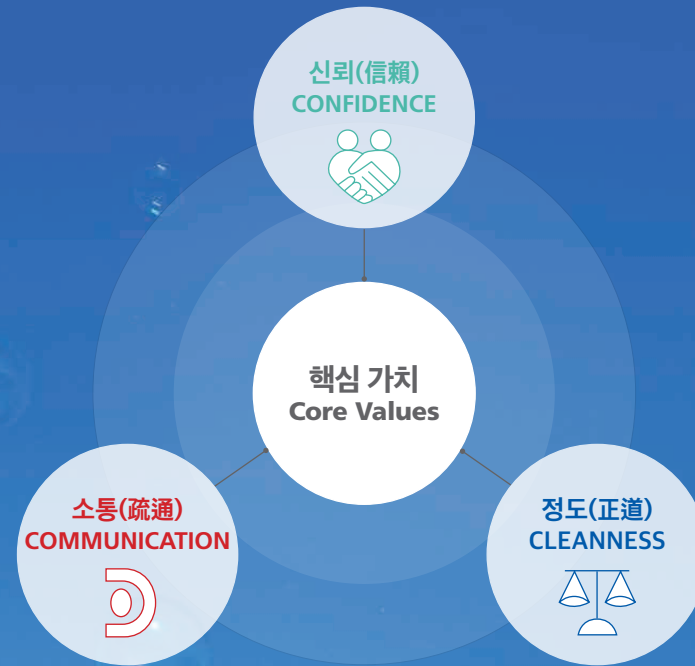 신뢰(信賴)
CONFIDENCE
핵심 가치
Core Values
소통(疏通)
COMMUNICATION
정도(正道)
CLEANNESS